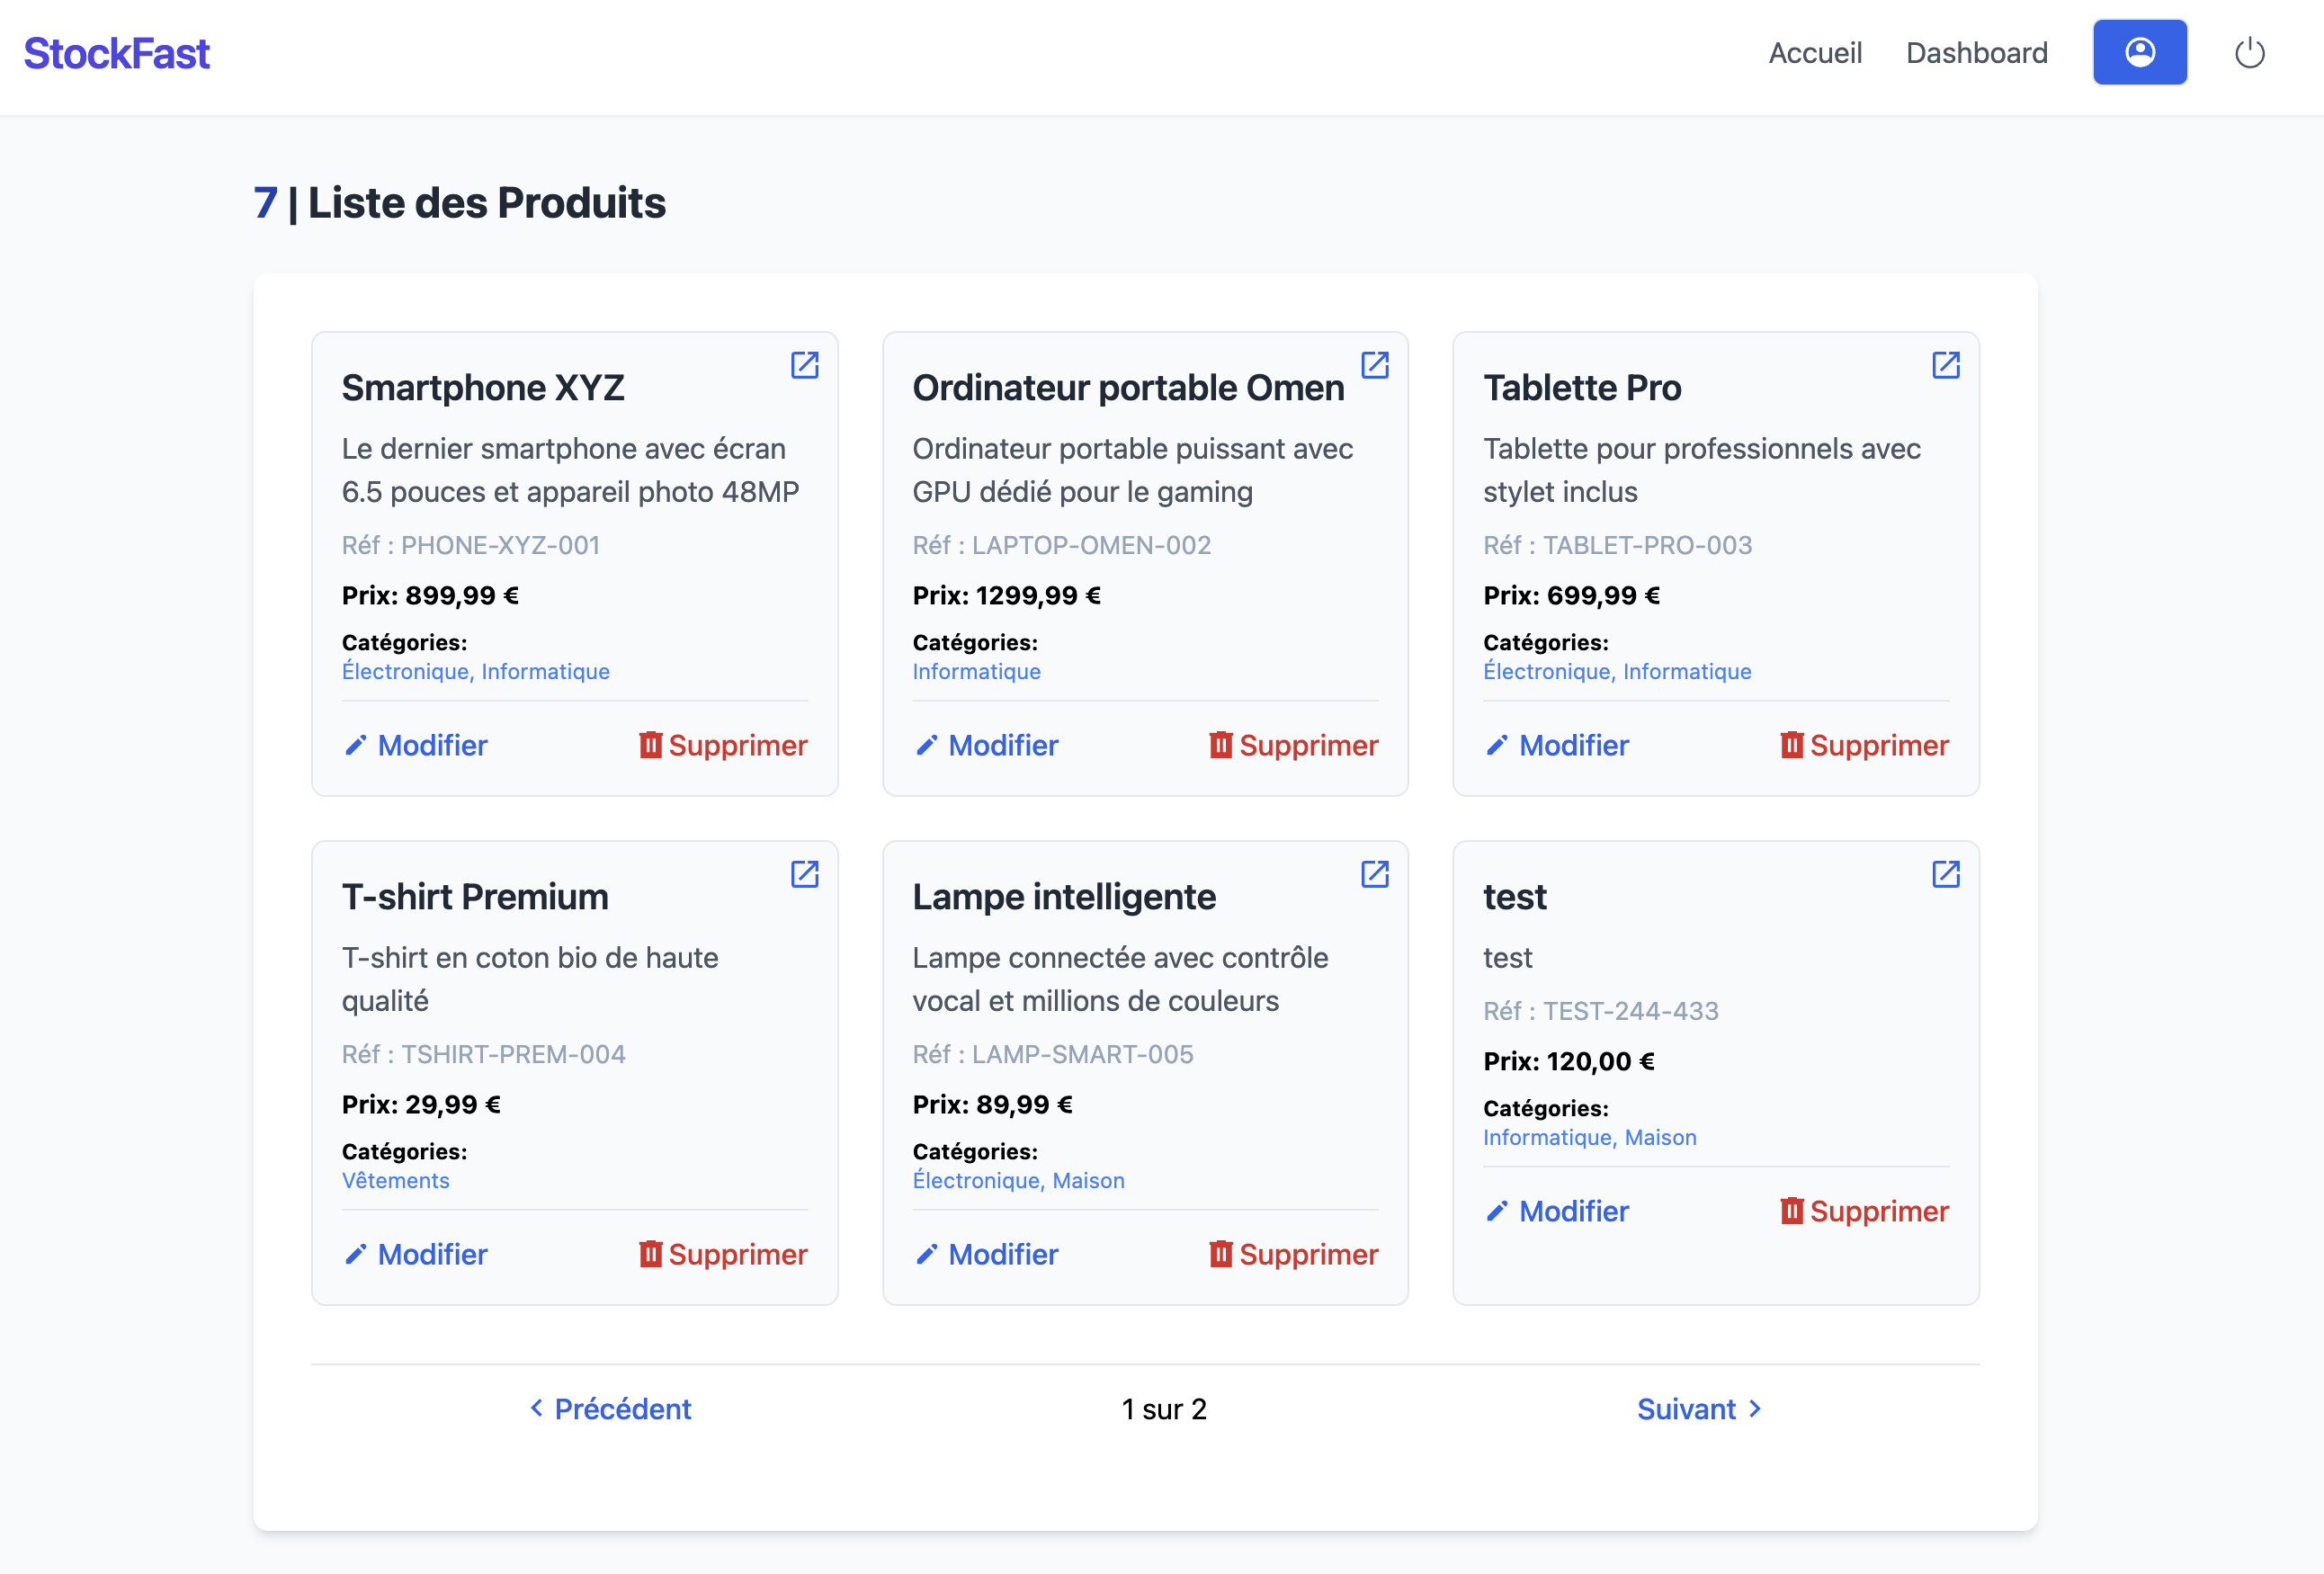 StockFast
Accueil Dashboard
7 | Liste des Produits
Smartphone XYZ
Le dernier smartphone avec écran
6.5 pouces et appareil photo 48MP
Réf : PHONE-XYZ-001
Prix: 899,99 €
Catégories:
Électronique, Informatique
Modifier Supprimer
Ordinateur portable Omen
Ordinateur portable puissant avec
GPU dédié pour le gaming
Réf : LAPTOP-OMEN-002
Prix: 1299,99 €
Catégories:
Informatique
Modifier Supprimer
Tablette Pro
Tablette pour professionnels avec
stylet inclus
Réf : TABLET-PRO-003
Prix: 699,99 €
Catégories:
Électronique, Informatique
Modifier Supprimer
T-shirt Premium
T-shirt en coton bio de haute
qualité
Réf : TSHIRT-PREM-004
Prix: 29,99 €
Catégories:
Vêtements
Modifier Supprimer
Lampe intelligente
Lampe connectée avec contrôle
vocal et millions de couleurs
Réf : LAMP-SMART-005
Prix: 89,99 €
Catégories:
Électronique, Maison
Modifier Supprimer
test
test
Réf : TEST-244-433
Prix: 120,00 €
Catégories:
Informatique, Maison
Modifier Supprimer
Précédent 1 sur 2 Suivant